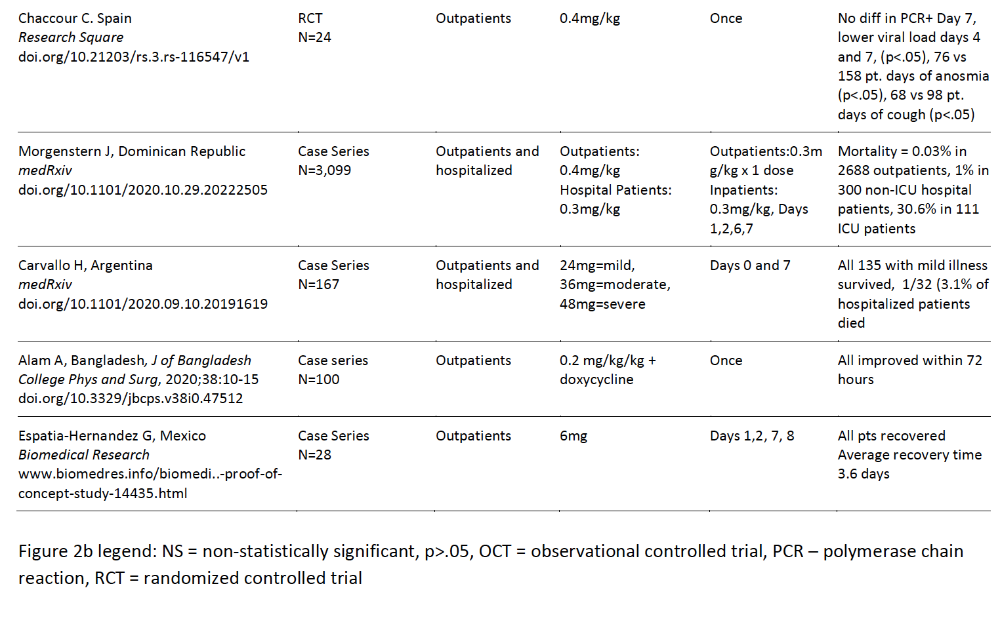 Chaccour C. Spain
Research Square
doi.org/10.21203/rs.3.rs-116547/v1
RCT
N=24
Outpatients
0.4mg/kg
Once
No diff in PCR+ Day 7,
lower viral load days 4
and 7, (p<.05), 76 vs
158 pt. days of anosmia
(p<.05), 68 vs 98 pt.
days of cough (p<.05)
Morgenstern J, Dominican Republic
medRxiv
doi.org/10.1101/2020.10.29.20222505
Case Series
N=3,099
Outpatients and
hospitalized
Outpatients:
0.4mg/kg
Hospital Patients:
0.3mg/kg
Outpatients:0.3m
g/kg x 1 dose
Inpatients:
0.3mg/kg, Days
1,2,6,7
Mortality = 0.03% in
2688 outpatients, 1% in
300 non-ICU hospital
patients, 30.6% in 111
ICU patients
Carvallo H, Argentina
medRxiv
doi.org/10.1101/2020.09.10.20191619
Case Series
N=167
Outpatients and
hospitalized
24mg=mild,
36mg=moderate,
48mg=severe
Days 0 and 7
All 135 with mild illness
survived,  1/32 (3.1% of
hospitalized patients
died
Alam A, Bangladesh, J of Bangladesh
College Phys and Surg, 2020;38:10-15
doi.org/10.3329/jbcps.v38i0.47512
Case series
N=100
Outpatients
0.2 mg/kg/kg +
doxycycline
Once
All improved within 72
hours
Espatia-Hernandez G, Mexico
Biomedical Research
www.biomedres.info/biomedi..-proof-of-
concept-study-14435.html
Case Series
N=28
Outpatients
6mg
Days 1,2, 7, 8
All pts recovered
Average recovery time
3.6 days
Figure 2b legend: NS = non-statistically significant, p>.05, OCT = observational controlled trial, PCR – polymerase chain
reaction, RCT = randomized controlled trial